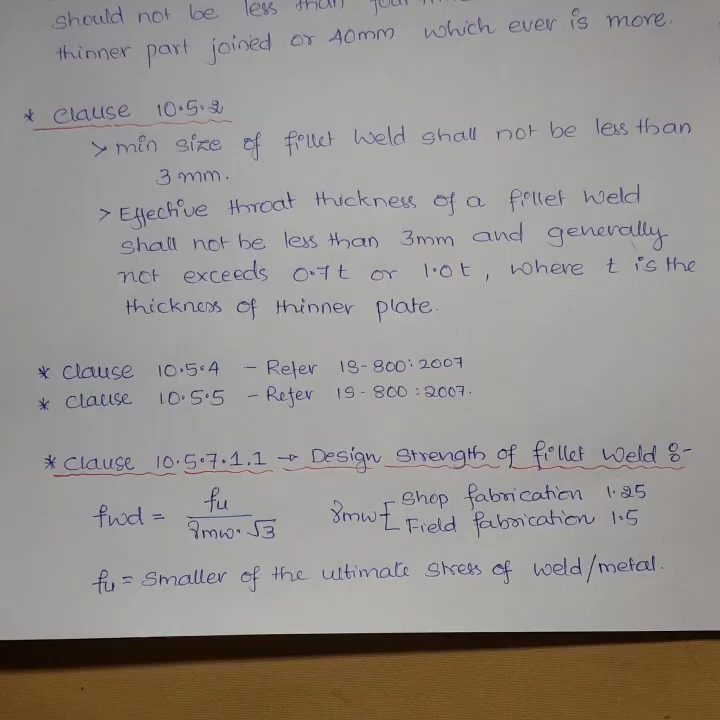 should not be less than four
thinner part joined or 40mm which ever is more.
* Clause 10.5.2
> min size of fillet weld shall not be less than
3 mm.
> Effective throat thickness of a fillet weld
shall not be less than 3mm and generally
not exceeds 0.7t or 1.0t, where t is the
thickness of thinner plate.
* Clause 10.5.4 - Refer IS-800:2007
* Clause 10.5.5 - Refer IS-800:2007.
* Clause 10.5.7.1.1 → Design strength of fillet weld :-
fwd = fu / γmw.√3 γmw [ Shop fabrication 1.25
Field fabrication 1.5
fu = smaller of the ultimate stress of weld/metal.